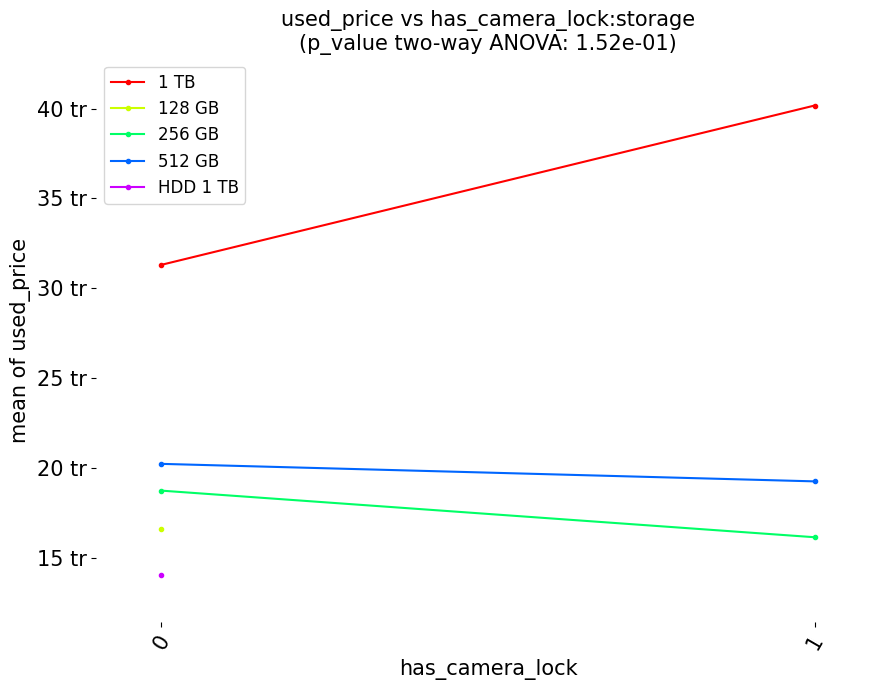 used_price vs has_camera_lock:storage
(p_value two-way ANOVA: 1.52e-01)
1 TB
128 GB
256 GB
512 GB
HDD 1 TB
40 tr
35 tr
30 tr
25 tr
20 tr
15 tr
mean of used_price
0
1
has_camera_lock